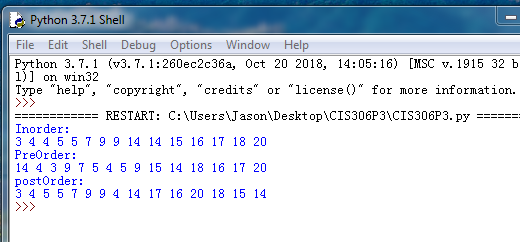 Python 3.7.1 Shell
File Edit Shell Debug Options Window Help
Python 3.7.1 (v3.7.1:260ec2c36a, Oct 20 2018, 14:05:16) [MSC v.1915 32 b
l)] on win32
Type "help", "copyright", "credits" or "license()" for more information.
>>>
============ RESTART: C:\Users\Jason\Desktop\CIS306P3\CIS306P3.py =======
Inorder:
3 4 4 5 5 7 9 9 14 14 15 16 17 18 20
PreOrder:
14 4 3 9 7 5 4 5 9 15 14 18 16 17 20
postOrder:
3 4 5 5 7 9 9 4 14 17 16 20 18 15 14
>>>